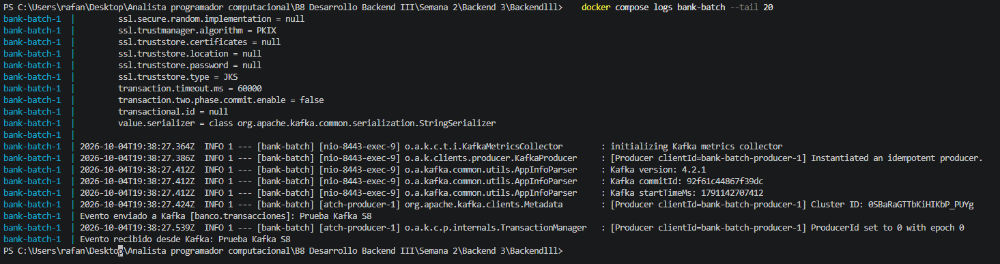 PS C:\Users\rafan\Desktop\Analista programador computacional\B8 Desarrollo Backend III\Semana 2\Backend 3\Backendlll>    docker compose logs bank-batch --tail 20
bank-batch-1  |         ssl.secure.random.implementation = null
bank-batch-1  |         ssl.trustmanager.algorithm = PKIX
bank-batch-1  |         ssl.truststore.certificates = null
bank-batch-1  |         ssl.truststore.location = null
bank-batch-1  |         ssl.truststore.password = null
bank-batch-1  |         ssl.truststore.type = JKS
bank-batch-1  |         transaction.timeout.ms = 60000
bank-batch-1  |         transaction.two.phase.commit.enable = false
bank-batch-1  |         transactional.id = null
bank-batch-1  |         value.serializer = class org.apache.kafka.common.serialization.StringSerializer
bank-batch-1  |
bank-batch-1  | 2026-10-04T19:38:27.364Z  INFO 1 --- [bank-batch] [nio-8443-exec-9] o.a.k.c.t.i.KafkaMetricsCollector        : initializing Kafka metrics collector
bank-batch-1  | 2026-10-04T19:38:27.386Z  INFO 1 --- [bank-batch] [nio-8443-exec-9] o.a.k.clients.producer.KafkaProducer     : [Producer clientId=bank-batch-producer-1] Instantiated an idempotent producer.
bank-batch-1  | 2026-10-04T19:38:27.412Z  INFO 1 --- [bank-batch] [nio-8443-exec-9] o.a.kafka.common.utils.AppInfoParser     : Kafka version: 4.2.1
bank-batch-1  | 2026-10-04T19:38:27.412Z  INFO 1 --- [bank-batch] [nio-8443-exec-9] o.a.kafka.common.utils.AppInfoParser     : Kafka commitId: 92f61c44867f39dc
bank-batch-1  | 2026-10-04T19:38:27.412Z  INFO 1 --- [bank-batch] [nio-8443-exec-9] o.a.kafka.common.utils.AppInfoParser     : Kafka startTimeMs: 1791142707412
bank-batch-1  | 2026-10-04T19:38:27.424Z  INFO 1 --- [bank-batch] [atch-producer-1] org.apache.kafka.clients.Metadata        : [Producer clientId=bank-batch-producer-1] Cluster ID: 0SBaRaGTTbKiHIKbP_PUYg
bank-batch-1  | Evento enviado a Kafka [banco.transacciones]: Prueba Kafka S8
bank-batch-1  | 2026-10-04T19:38:27.539Z  INFO 1 --- [bank-batch] [atch-producer-1] o.a.k.c.p.internals.TransactionManager   : [Producer clientId=bank-batch-producer-1] ProducerId set to 0 with epoch 0
bank-batch-1  | Evento recibido desde Kafka: Prueba Kafka S8
PS C:\Users\rafan\Desktop\Analista programador computacional\B8 Desarrollo Backend III\Semana 2\Backend 3\Backendlll>